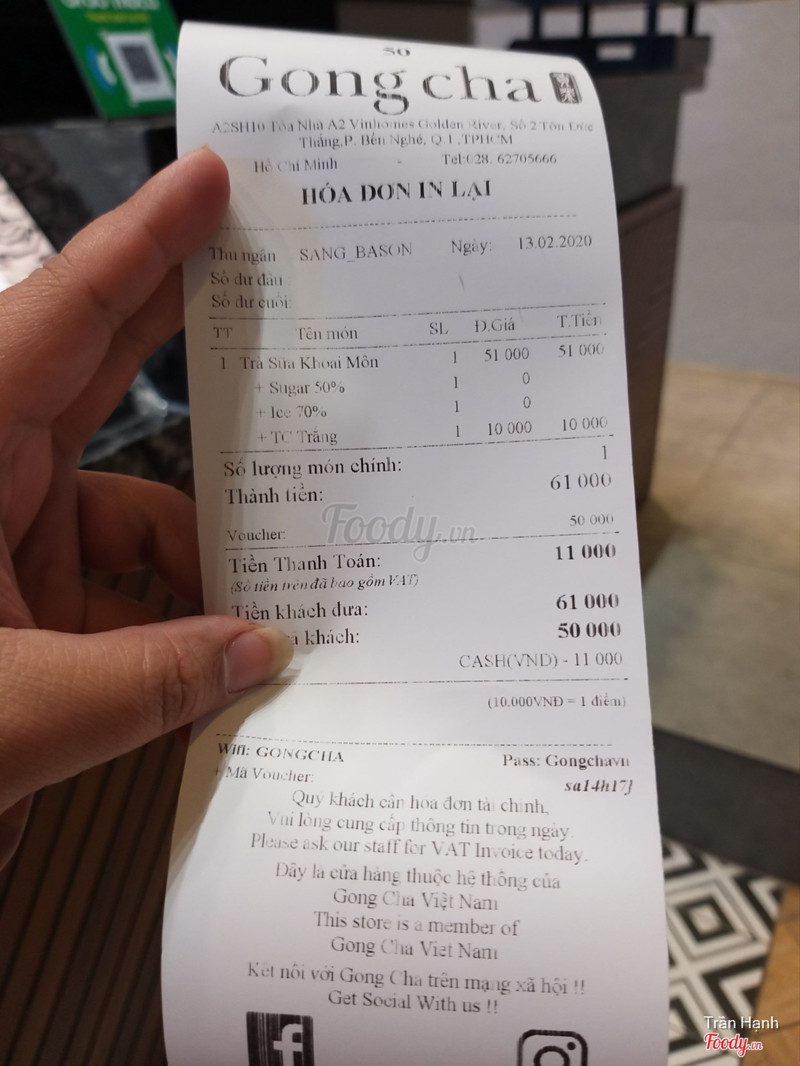 50
Gong cha 貢茶
A2SH10 Tòa Nhà A2 Vinhomes Golden River, Số 2 Tôn Đức
Thắng,P. Bến Nghé, Q.1 ,TPHCM
Hồ Chí Minh - Tel:028. 62705666
HÓA ĐƠN IN LẠI
Thu ngân SANG_BASON Ngày: 13.02.2020
Số dư đầu
Số dư cuối:
TT Tên món SL Đ.Giá T.Tiền
1 Trà Sữa Khoai Môn 1 51 000 51 000
+ Sugar 50% 1 0
+ Ice 70% 1 0
+ TC Trắng 1 10 000 10 000
Số lượng món chính: 1
Thành tiền: 61 000
Voucher: 50 000
Tiền Thanh Toán: 11 000
(Số tiền trên đã bao gồm VAT)
Tiền khách đưa: 61 000
khách: 50 000
CASH(VND) - 11 000
(10.000VNĐ = 1 điểm)
Wifi: GONGCHA Pass: Gongchavn
+ Mã Voucher: sa14h17j
Quý khách cần hóa đơn tài chính,
Vui lòng cung cấp thông tin trong ngày.
Please ask our staff for VAT Invoice today.
Đây là cửa hàng thuộc hệ thống của
Gong Cha Việt Nam
This store is a member of
Gong Cha Viet Nam
Kết nối với Gong Cha trên mạng xã hội !!
Get Social With us !!
Foody.vn
Trần Hạnh
Foody.vn